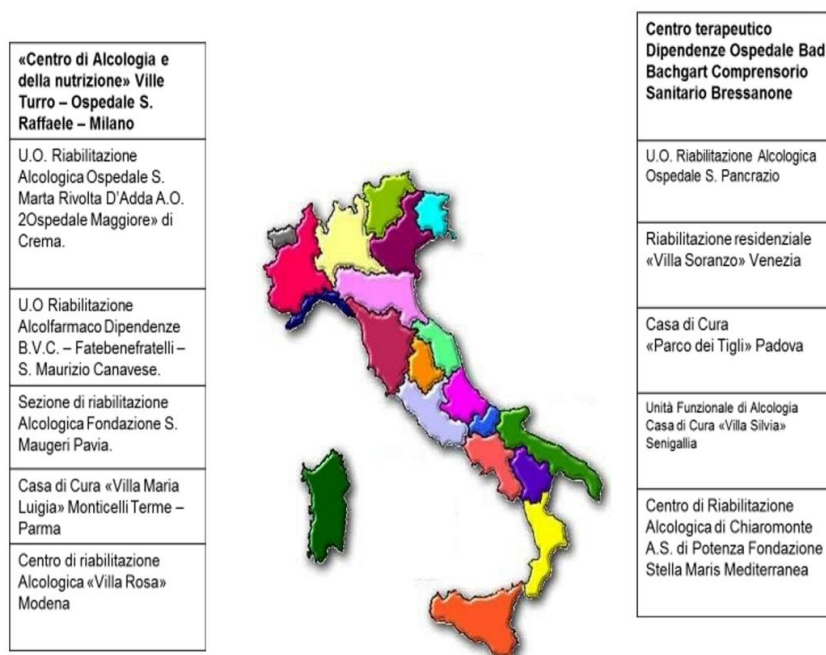 «Centro di Alcologia e
della nutrizione» Ville
Turro – Ospedale S.
Raffaele – Milano
U.O. Riabilitazione
Alcologica Ospedale S.
Marta Rivolta D'Adda A.O.
2Ospedale Maggiore» di
Crema.
U.O Riabilitazione
Alcolfarmaco Dipendenze
B.V.C. – Fatebenefratelli –
S. Maurizio Canavese.
Sezione di riabilitazione
Alcologica Fondazione S.
Maugeri Pavia.
Casa di Cura «Villa Maria
Luigia» Monticelli Terme –
Parma
Centro di riabilitazione
Alcologica «Villa Rosa»
Modena
Centro terapeutico
Dipendenze Ospedale Bad
Bachgart Comprensorio
Sanitario Bressanone
U.O. Riabilitazione Alcologica
Ospedale S. Pancrazio
Riabilitazione residenziale
«Villa Soranzo» Venezia
Casa di Cura
«Parco dei Tigli» Padova
Unità Funzionale di Alcologia
Casa di Cura «Villa Silvia»
Senigallia
Centro di Riabilitazione
Alcologica di Chiaromonte
A.S. di Potenza Fondazione
Stella Maris Mediterranea